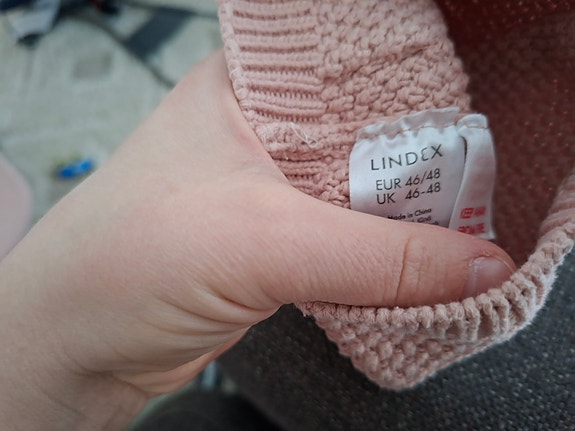 LINDEX
EUR 46/48
UK 46-48
Made in China